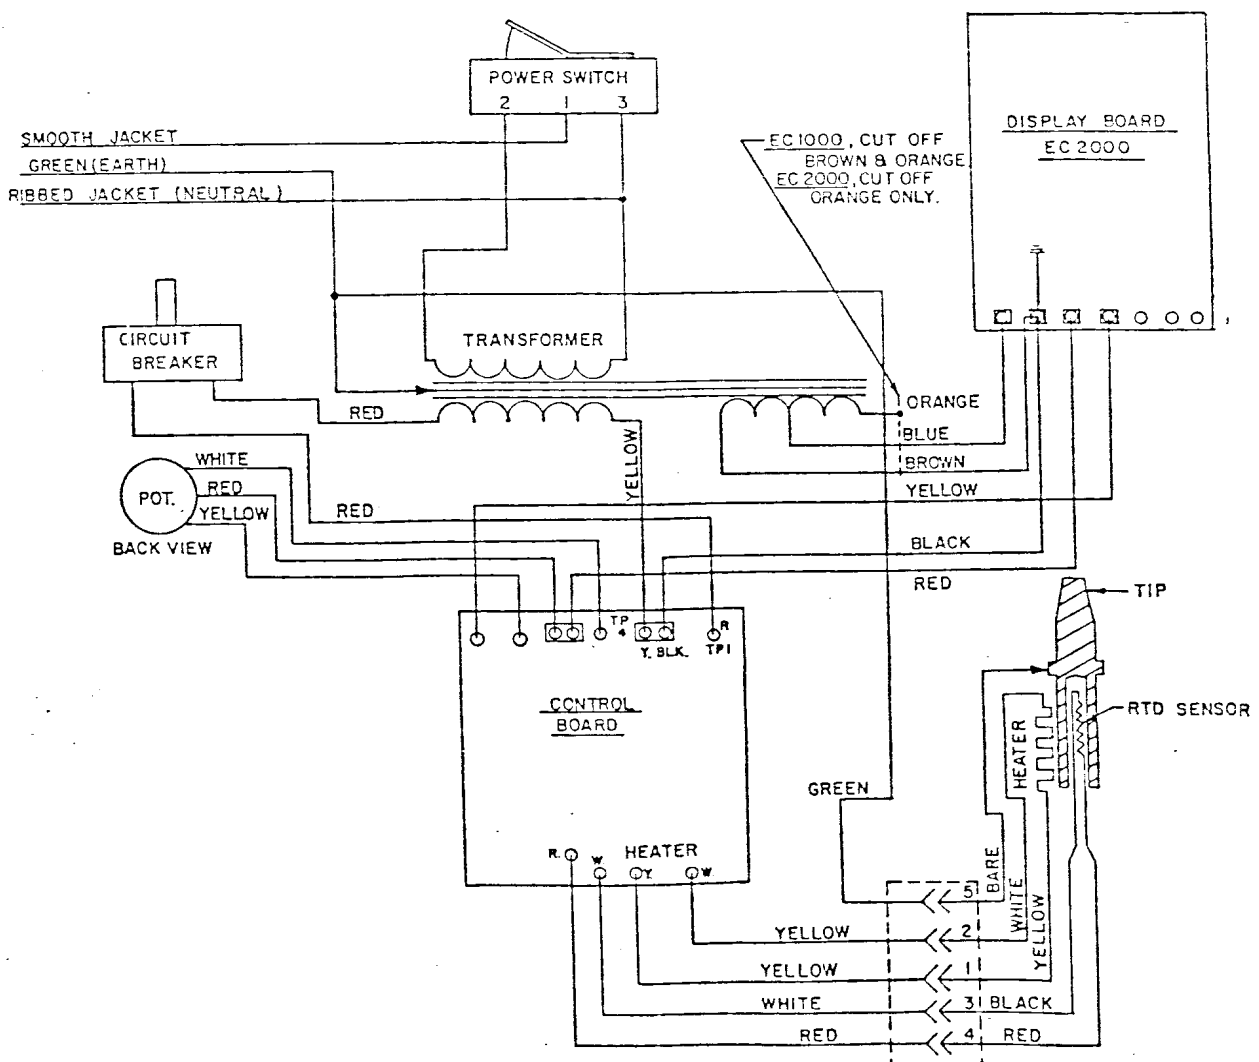 POWER SWITCH
2 1 3
SMOOTH JACKET
GREEN (EARTH)
RIBBED JACKET (NEUTRAL)
EC1000, CUT OFF
BROWN & ORANGE
EC2000, CUT OFF
ORANGE ONLY.
DISPLAY BOARD
EC2000
CIRCUIT
BREAKER
TRANSFORMER
RED
ORANGE
BLUE
BROWN
YELLOW
YELLOW
WHITE
RED
YELLOW
POT.
BACK VIEW
RED
BLACK
RED
TIP
TP
4
Y. BLK.
R
TP1
CONTROL
BOARD
RTD SENSOR
HEATER
GREEN
R.
W.
HEATER
Y.
W.
BARE
WHITE
YELLOW
5
YELLOW
2
YELLOW
1
WHITE
3
BLACK
RED
4
RED